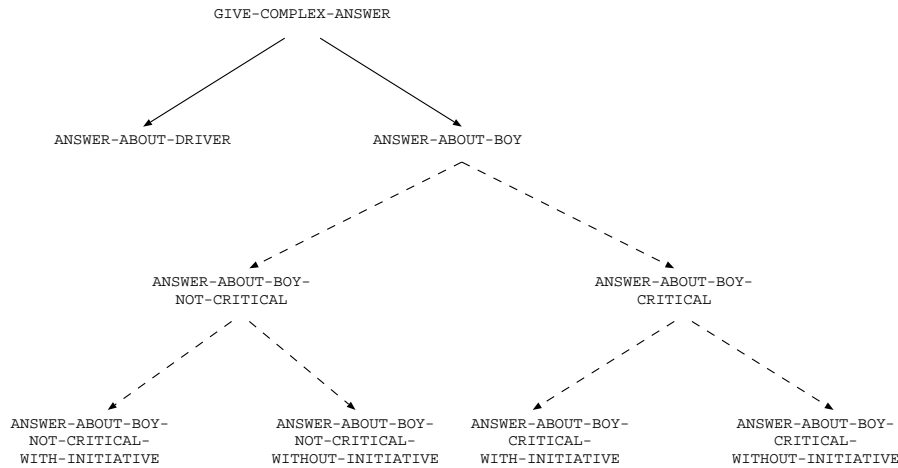 GIVE-COMPLEX-ANSWER
ANSWER-ABOUT-DRIVER
ANSWER-ABOUT-BOY
ANSWER-ABOUT-BOY-
NOT-CRITICAL
ANSWER-ABOUT-BOY-
CRITICAL
ANSWER-ABOUT-BOY-
NOT-CRITICAL-
WITH-INITIATIVE
ANSWER-ABOUT-BOY-
NOT-CRITICAL-
WITHOUT-INITIATIVE
ANSWER-ABOUT-BOY-
CRITICAL-
WITH-INITIATIVE
ANSWER-ABOUT-BOY-
CRITICAL-
WITHOUT-INITIATIVE